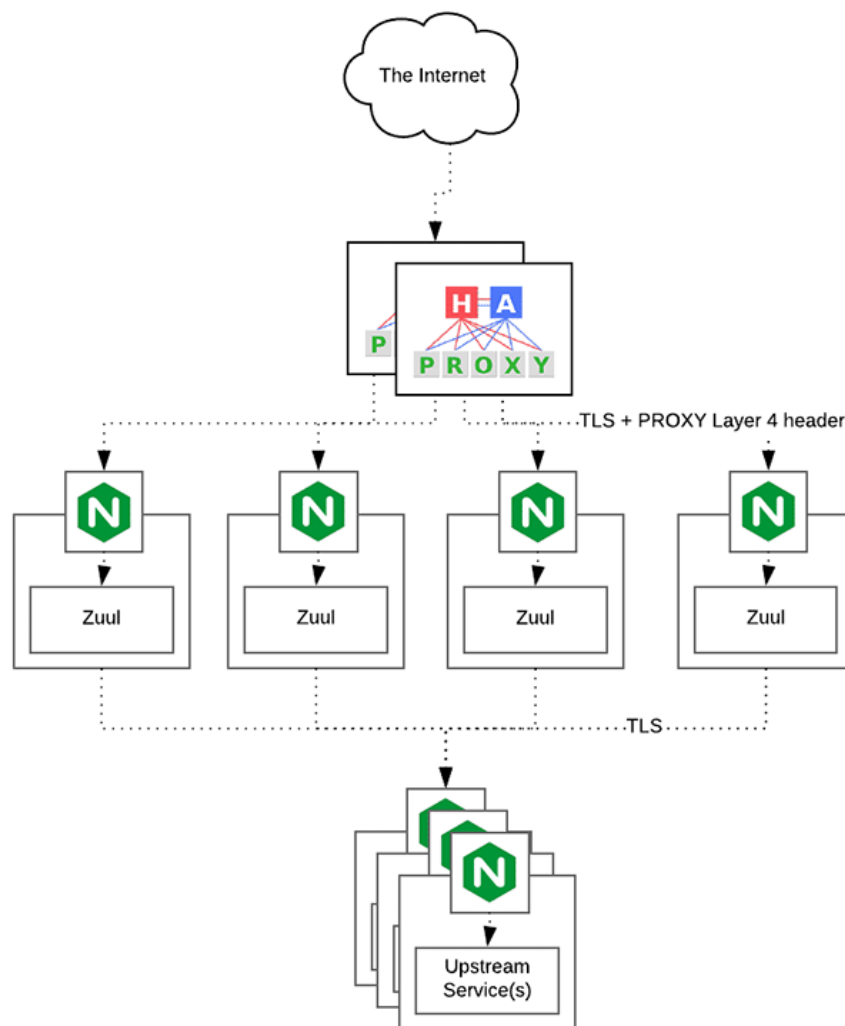 The Internet
H A
P
P R O X Y
TLS + PROXY Layer 4 header
N N N N
Zuul Zuul Zuul Zuul
TLS
N
Upstream
Service(s)